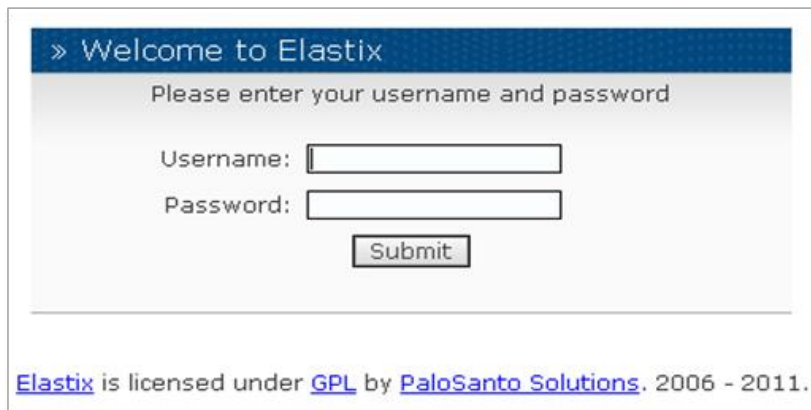 » Welcome to Elastix
Please enter your username and password
Username:
Password:
Submit
Elastix is licensed under GPL by PaloSanto Solutions. 2006 - 2011.